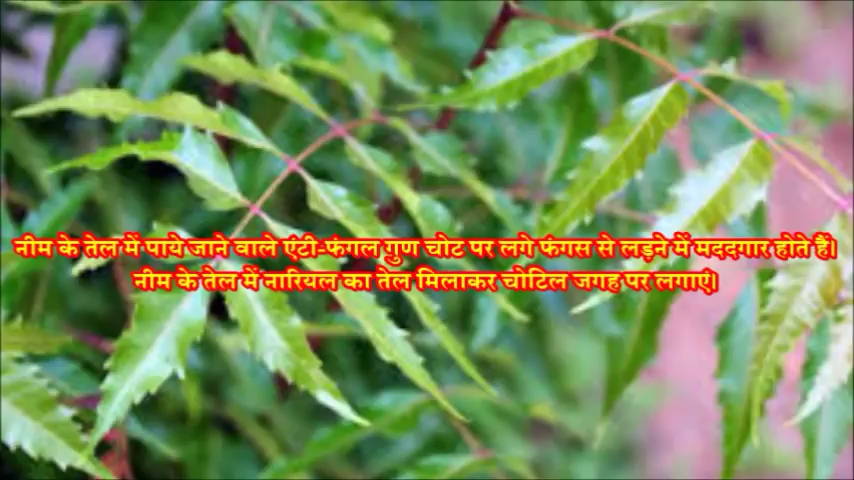 नीम के तेल में पाये जाने वाले एंटी-फंगल गुण चोट पर लगे फंगस से लड़ने में मददगार होते हैं।
नीम के तेल में नारियल का तेल मिलाकर चोटिल जगह पर लगाएं।